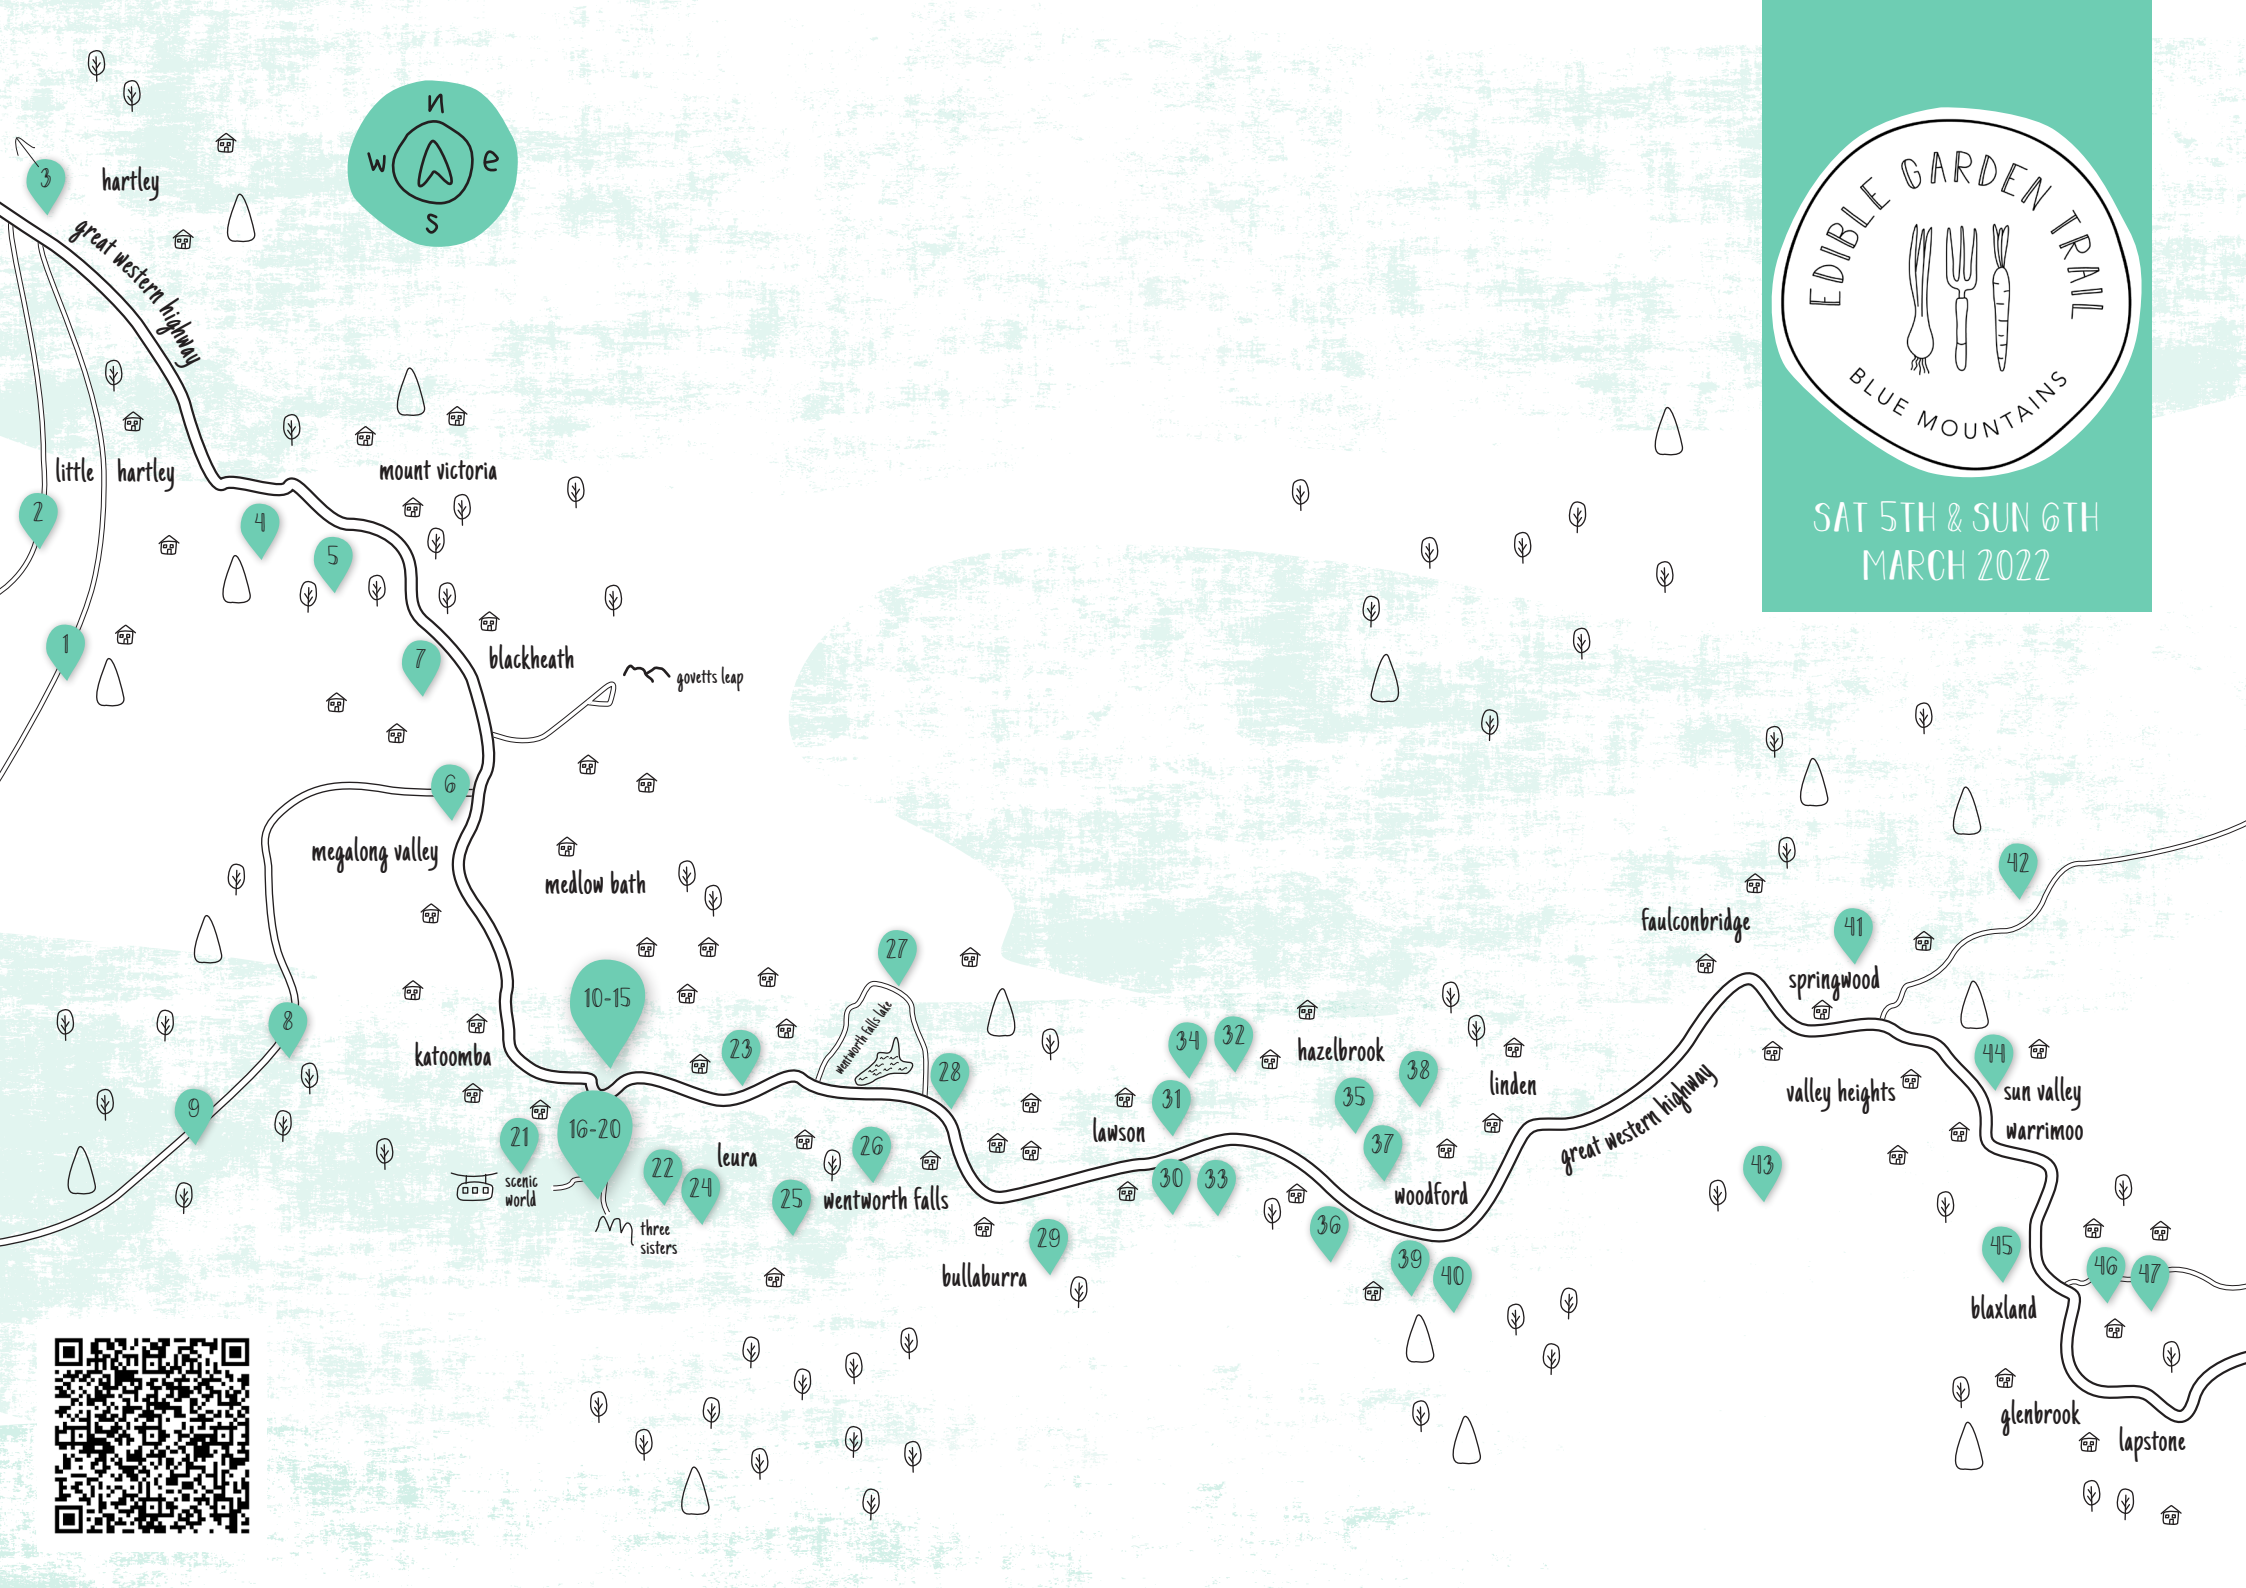 n
w
e
s
EDIBLE GARDEN TRAIL
BLUE MOUNTAINS
SAT 5TH & SUN 6TH
MARCH 2022
3
hartley
great western highway
little hartley
mount victoria
2
4
5
1
7
blackheath
govetts leap
6
megalong valley
medlow bath
42
faulconbridge
41
springwood
27
10-15
wentworth falls lake
8
katoomba
23
28
34
32
hazelbrook
38
linden
44
valley heights
sun valley
9
21
16-20
31
35
lawson
great western highway
warrimoo
22
leura
26
37
43
24
scenic
world
25
wentworth falls
30
33
woodford
three
sisters
29
36
39
40
45
46
47
bullaburra
blaxland
glenbrook
lapstone